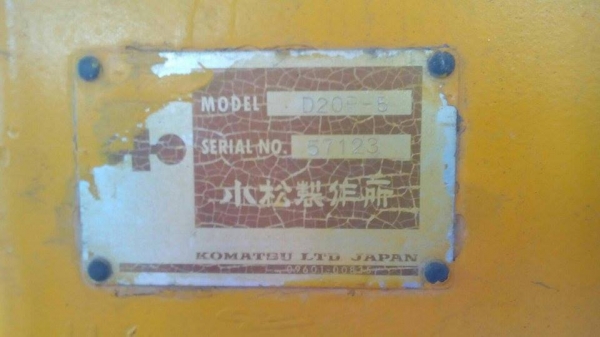 MODEL D20P-5
SERIAL NO. 57123
小松製作所
KOMATSU LTD JAPAN